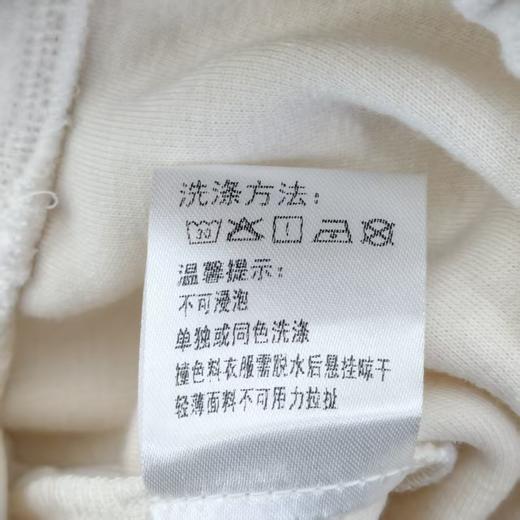 洗涤方法:
30
温馨提示:
不可浸泡
单独或同色洗涤
撞色料衣服需脱水后悬挂晾干
轻薄面料不可用力拉扯